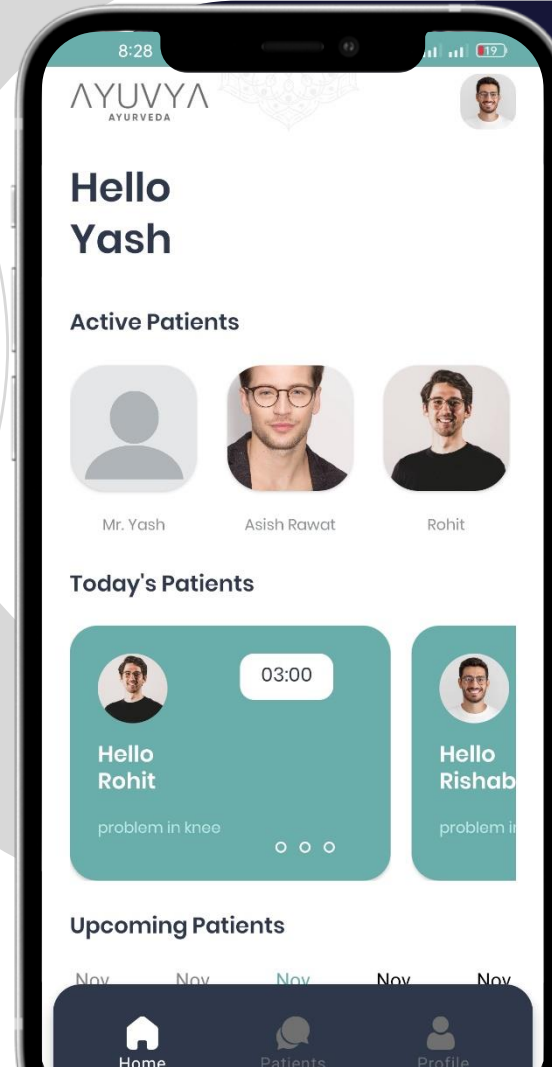 8:28
19
AYUVYA
AYURVEDA
Hello
Yash
Active Patients
Mr. Yash
Asish Rawat
Rohit
Today's Patients
03:00
Hello
Rohit
problem in knee
Hello
Rishab
problem i
Upcoming Patients
Nov Nov Nov Nov Nov
Home
Patients
Profile